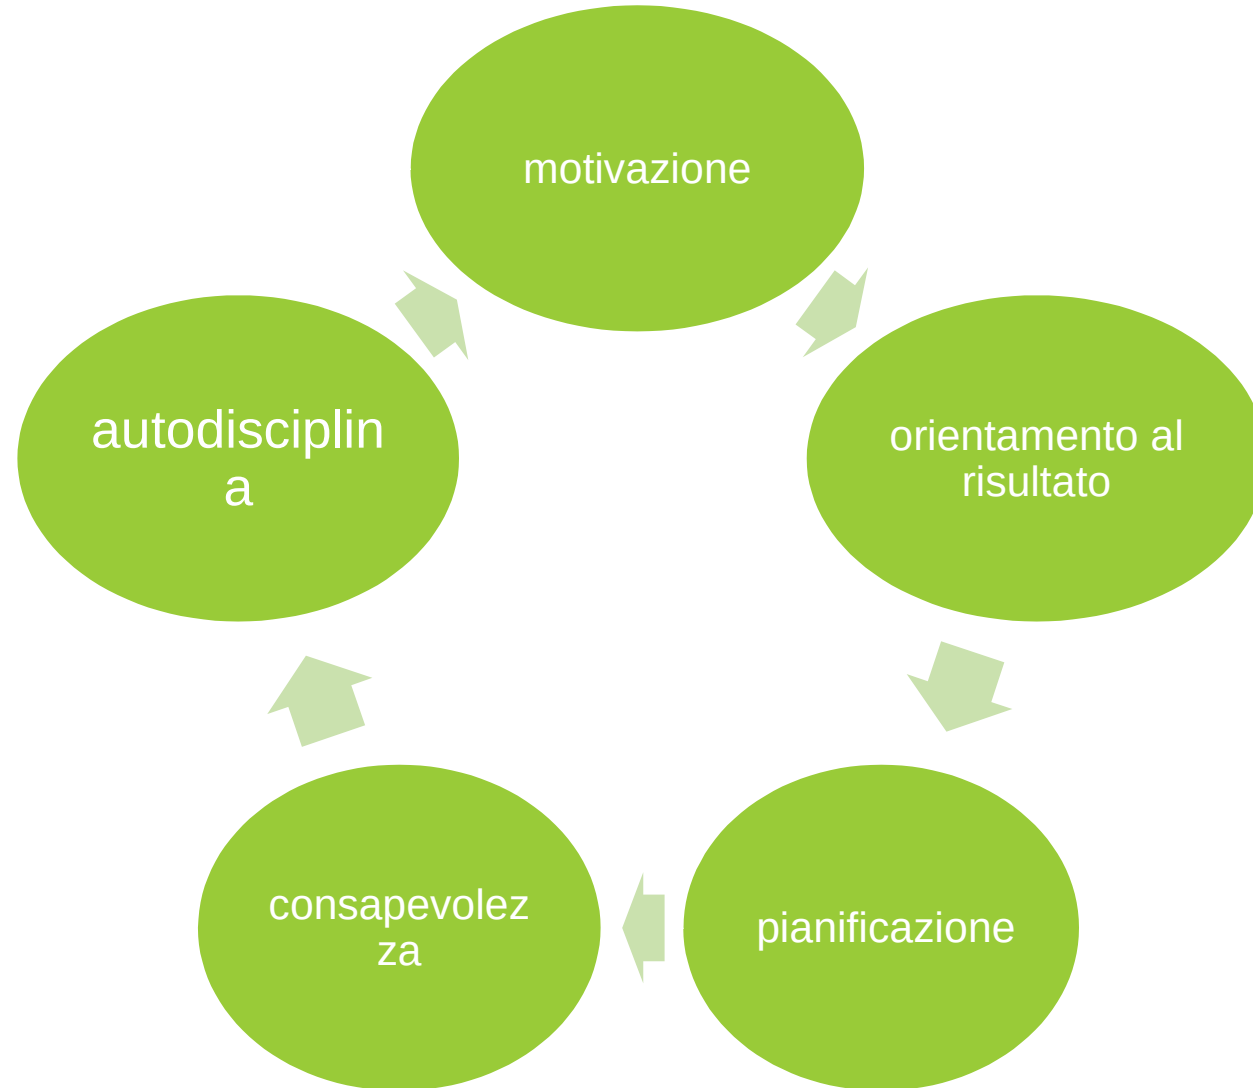 motivazione
orientamento al
risultato
pianificazione
consapevolez
za
autodisciplin
a